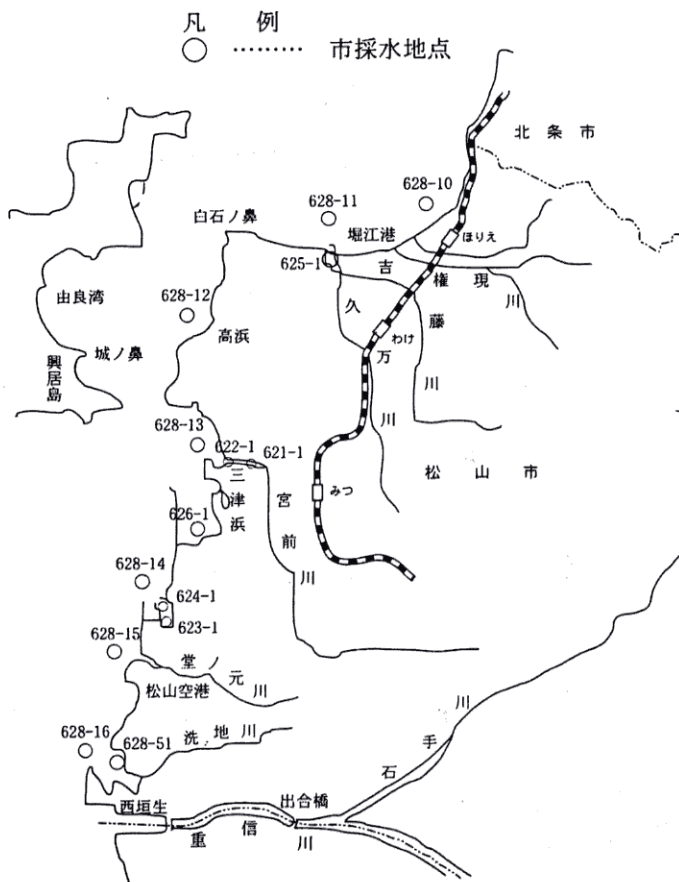 凡 例
○ ········ 市採水地点
北条市
628-10
628-11
白石ノ鼻
堀江港
ほりえ
625-1
吉藤川
権現川
由良湾
628-12
久万川
高浜
わけ
城ノ鼻
興居島
628-13
622-1
621-1
三津浜
宮前川
みつ
松山市
626-1
628-14
624-1
623-1
628-15
堂ノ元川
松山空港
石手川
洗地川
628-16
628-51
西垣生
出合橋
重信川